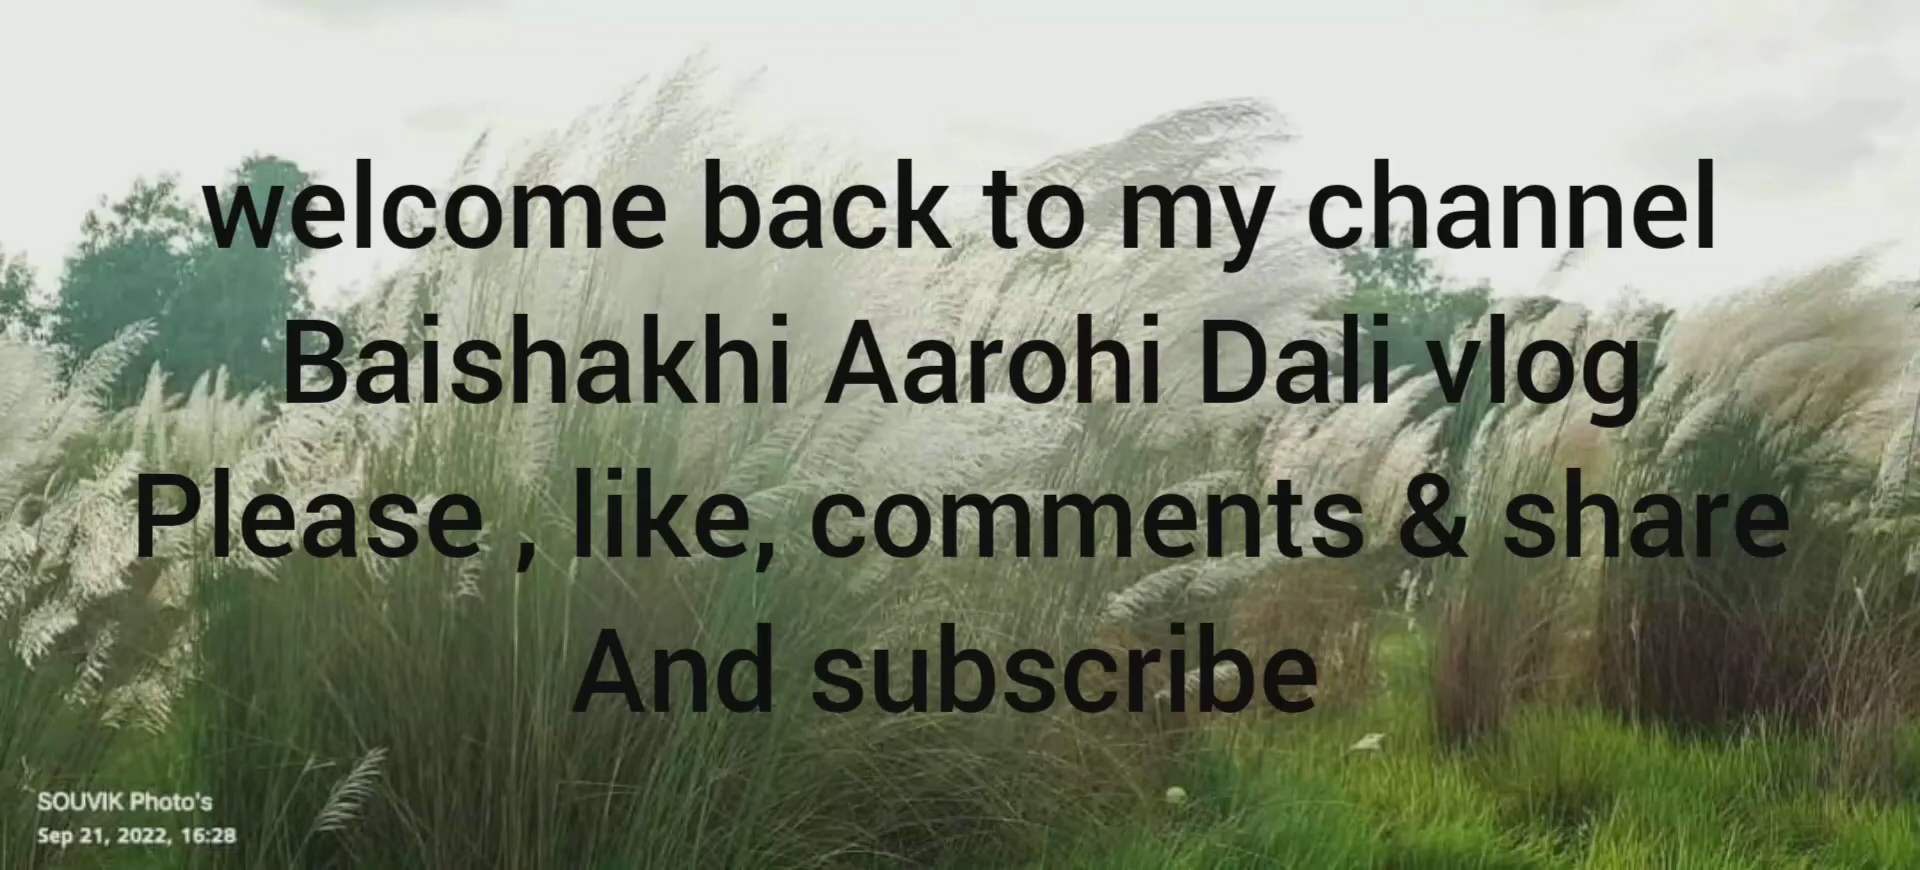 welcome back to my channel
Baishakhi Aarohi Dali vlog
Please , like, comments & share
And subscribe
SOUVIK Photo's
Sep 21, 2022, 16:28